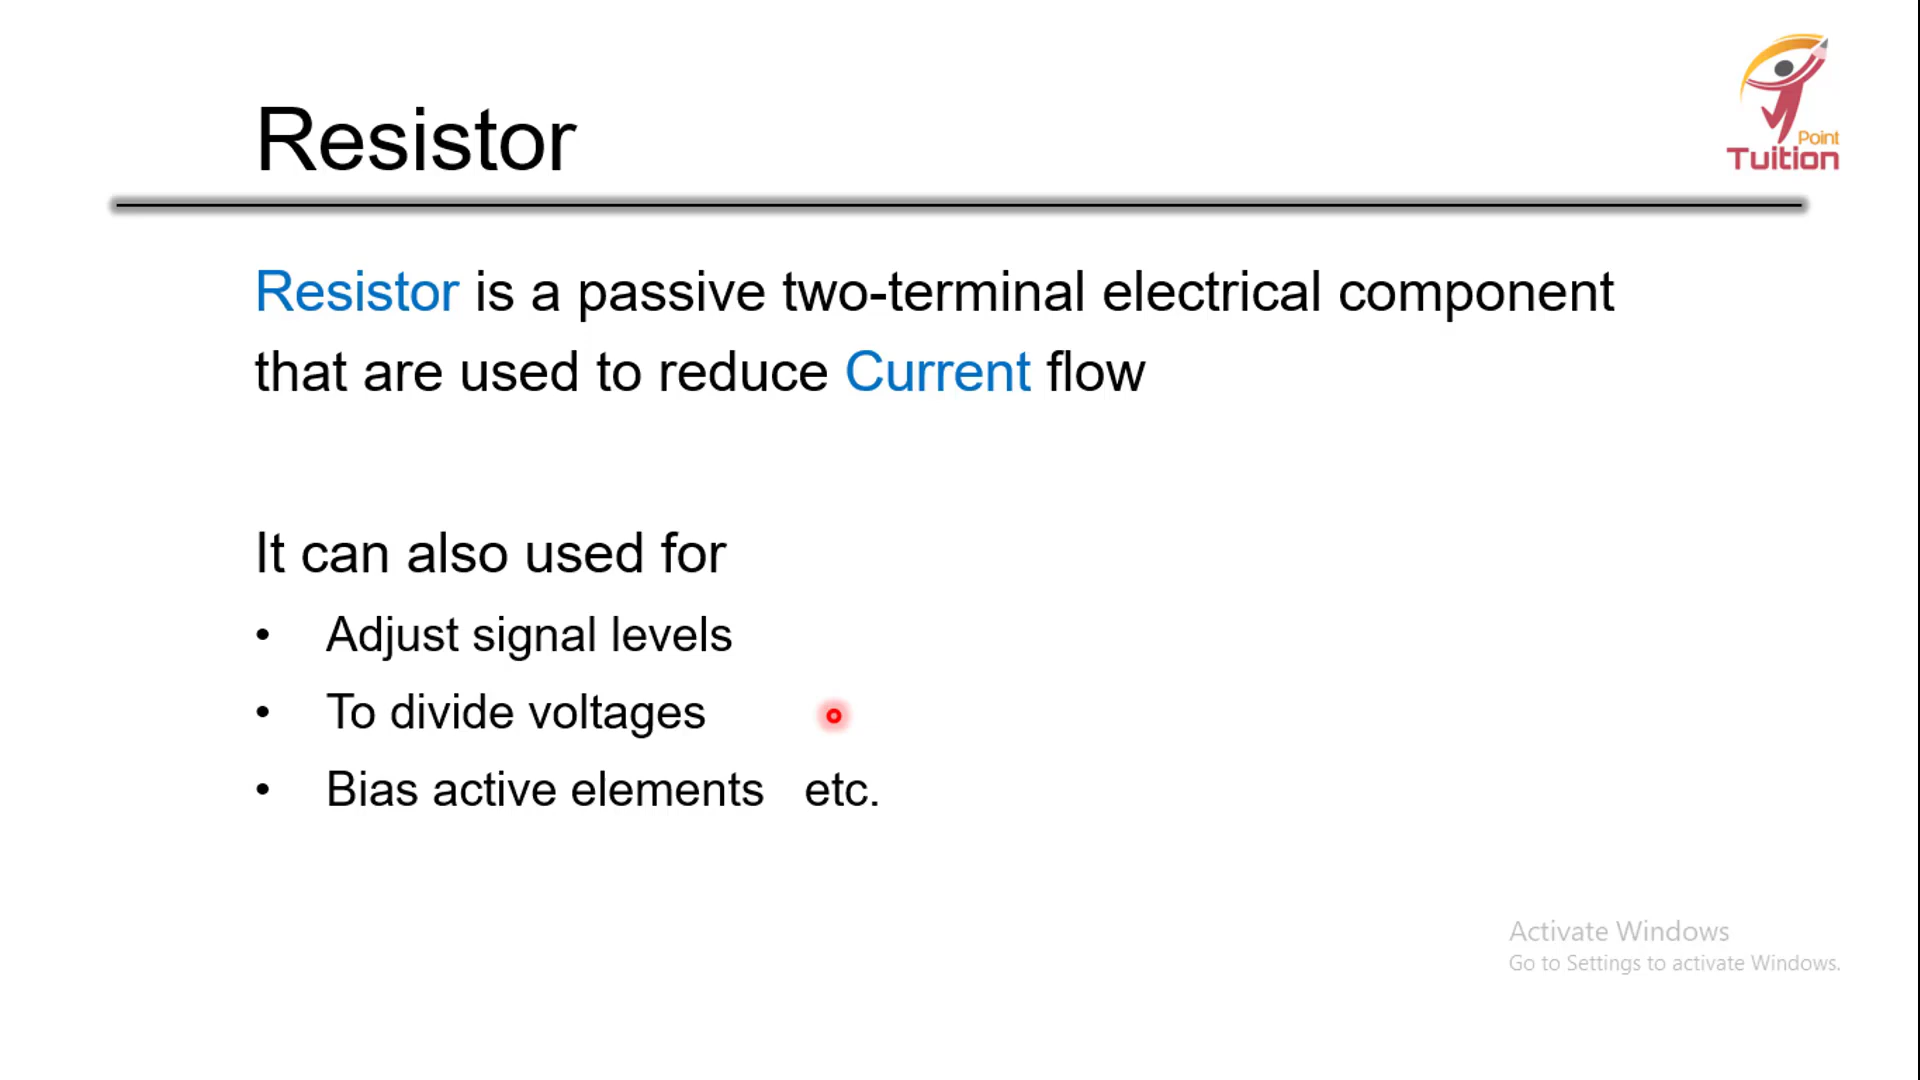 Resistor
Point
Tuition
Resistor is a passive two-terminal electrical component
that are used to reduce Current flow
It can also used for
• Adjust signal levels
• To divide voltages
• Bias active elements etc.
Activate Windows
Go to Settings to activate Windows.